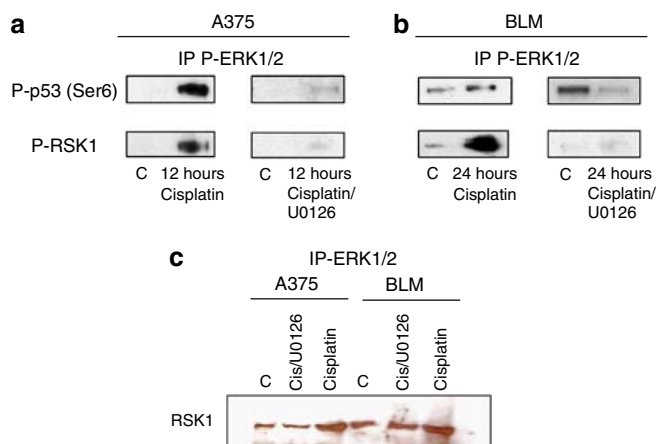 a
A375
IP P-ERK1/2
P-p53 (Ser6)
P-RSK1
C 12 hours Cisplatin
C 12 hours Cisplatin/ U0126
b
BLM
IP P-ERK1/2
C 24 hours Cisplatin
C 24 hours Cisplatin/ U0126
c
IP-ERK1/2
A375 BLM
C Cis/U0126 Cisplatin C Cis/U0126 Cisplatin
RSK1